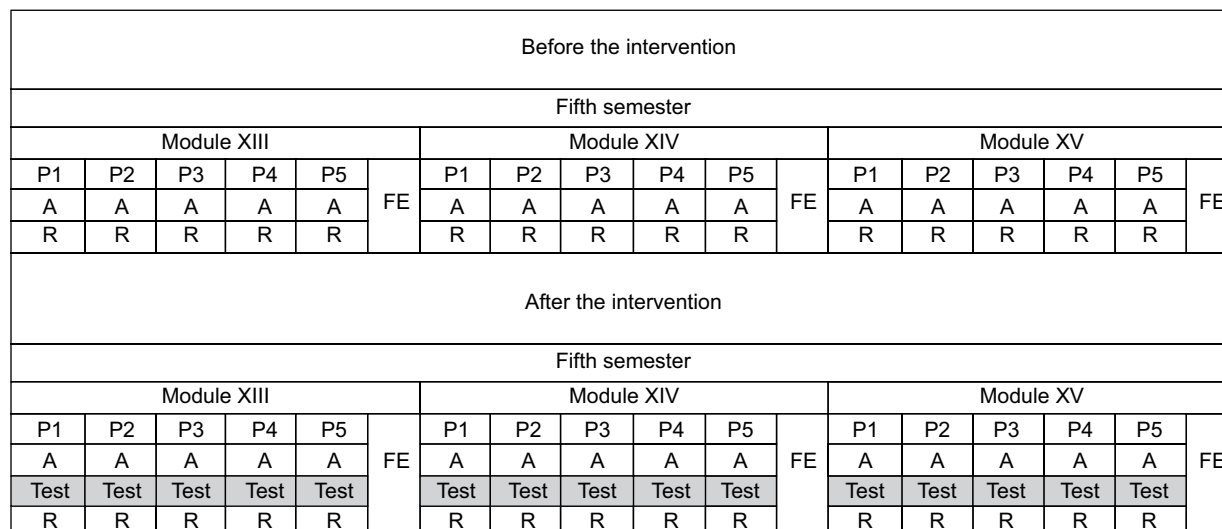 Before the intervention
Fifth semester
Module XIII Module XIV Module XV
P1 P2 P3 P4 P5 FE P1 P2 P3 P4 P5 FE P1 P2 P3 P4 P5 FE
A A A A A A A A A A A A A A A
R R R R R R R R R R R R R R R
After the intervention
Fifth semester
Module XIII Module XIV Module XV
P1 P2 P3 P4 P5 FE P1 P2 P3 P4 P5 FE P1 P2 P3 P4 P5 FE
A A A A A A A A A A A A A A A
Test Test Test Test Test Test Test Test Test Test Test Test Test Test Test
R R R R R R R R R R R R R R R